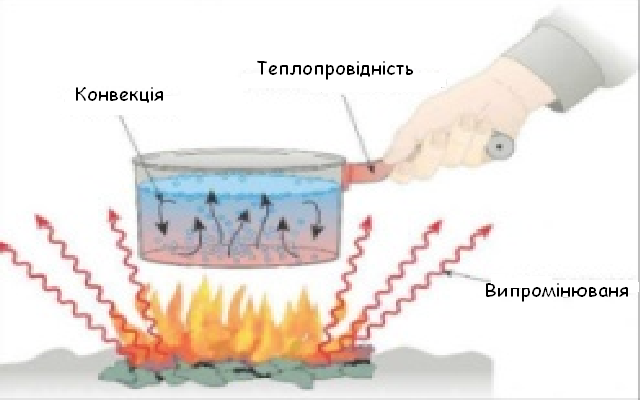 Теплопровідність
Конвекція
Випромінюваня